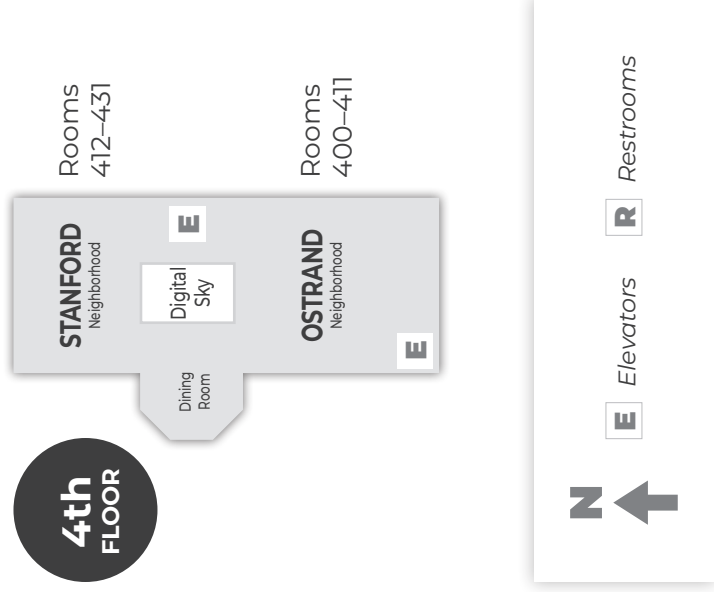 4th
FLOOR
STANFORD
Neighborhood
Rooms
412–431
E
Digital
Sky
Dining
Room
OSTRAND
Neighborhood
Rooms
400–411
E
N
E Elevators
R Restrooms